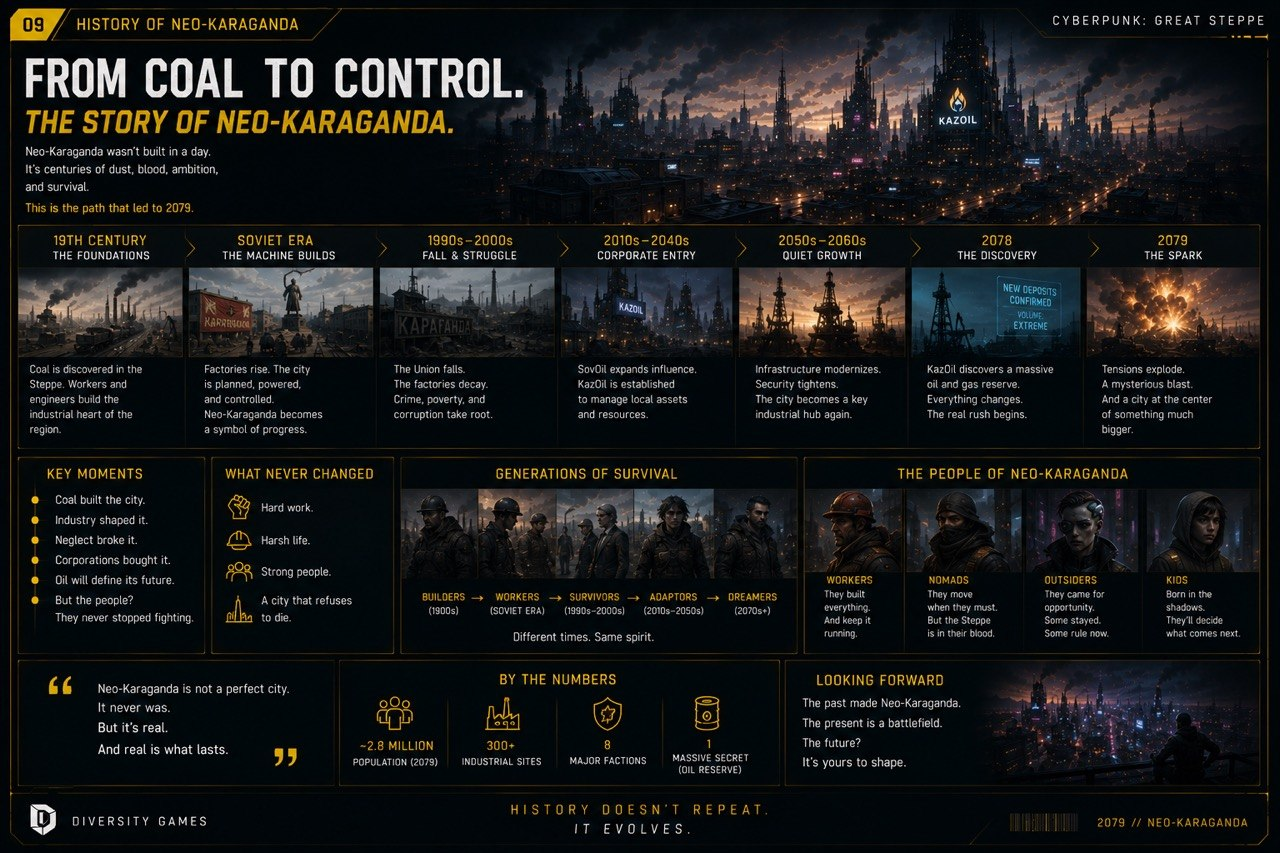 09
HISTORY OF NEO-KARAGANDA
CYBERPUNK: GREAT STEPPE
FROM COAL TO CONTROL.
THE STORY OF NEO-KARAGANDA.
Neo-Karaganda wasn't built in a day.
It's centuries of dust, blood, ambition,
and survival.
This is the path that led to 2079.
KAZOIL
19TH CENTURY
THE FOUNDATIONS
Coal is discovered in the
Steppe. Workers and
engineers build the
industrial heart of the
region.
SOVIET ERA
THE MACHINE BUILDS
Factories rise. The city
is planned, powered,
and controlled.
Neo-Karaganda becomes
a symbol of progress.
1990s–2000s
FALL & STRUGGLE
КАРАГАНДА
The Union falls.
The factories decay.
Crime, poverty, and
corruption take root.
2010s–2040s
CORPORATE ENTRY
KAZOIL
SovOil expands influence.
KazOil is established
to manage local assets
and resources.
2050s–2060s
QUIET GROWTH
Infrastructure modernizes.
Security tightens.
The city becomes a key
industrial hub again.
2078
THE DISCOVERY
NEW DEPOSITS
CONFIRMED
VOLUME:
EXTREME
KazOil discovers a massive
oil and gas reserve.
Everything changes.
The real rush begins.
2079
THE SPARK
Tensions explode.
A mysterious blast.
And a city at the center
of something much
bigger.
KEY MOMENTS
Coal built the city.
Industry shaped it.
Neglect broke it.
Corporations bought it.
Oil will define its future.
But the people?
They never stopped fighting.
WHAT NEVER CHANGED
Hard work.
Harsh life.
Strong people.
A city that refuses
to die.
GENERATIONS OF SURVIVAL
BUILDERS → WORKERS → SURVIVORS → ADAPTORS → DREAMERS
(1900s) (SOVIET ERA) (1990s–2000s) (2010s–2050s) (2070s+)
Different times. Same spirit.
THE PEOPLE OF NEO-KARAGANDA
WORKERS
They built
everything.
And keep it
running.
NOMADS
They move
when they must.
But the Steppe
is in their blood.
OUTSIDERS
They came for
opportunity.
Some stayed.
Some rule now.
KIDS
Born in the
shadows.
They'll decide
what comes next.
“
Neo-Karaganda is not a perfect city.
It never was.
But it's real.
And real is what lasts.
”
BY THE NUMBERS
~2.8 MILLION
POPULATION (2079)
300+
INDUSTRIAL SITES
8
MAJOR FACTIONS
1
MASSIVE SECRET
(OIL RESERVE)
LOOKING FORWARD
The past made Neo-Karaganda.
The present is a battlefield.
The future?
It's yours to shape.
DIVERSITY GAMES
HISTORY DOESN'T REPEAT.
IT EVOLVES.
2079 // NEO-KARAGANDA